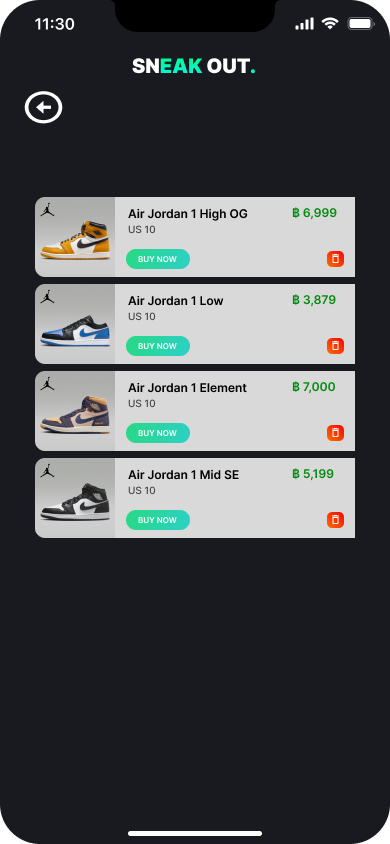 11:30
SNEAK OUT.
Air Jordan 1 High OG
฿ 6,999
US 10
BUY NOW
Air Jordan 1 Low
฿ 3,879
US 10
BUY NOW
Air Jordan 1 Element
฿ 7,000
US 10
BUY NOW
Air Jordan 1 Mid SE
฿ 5,199
US 10
BUY NOW